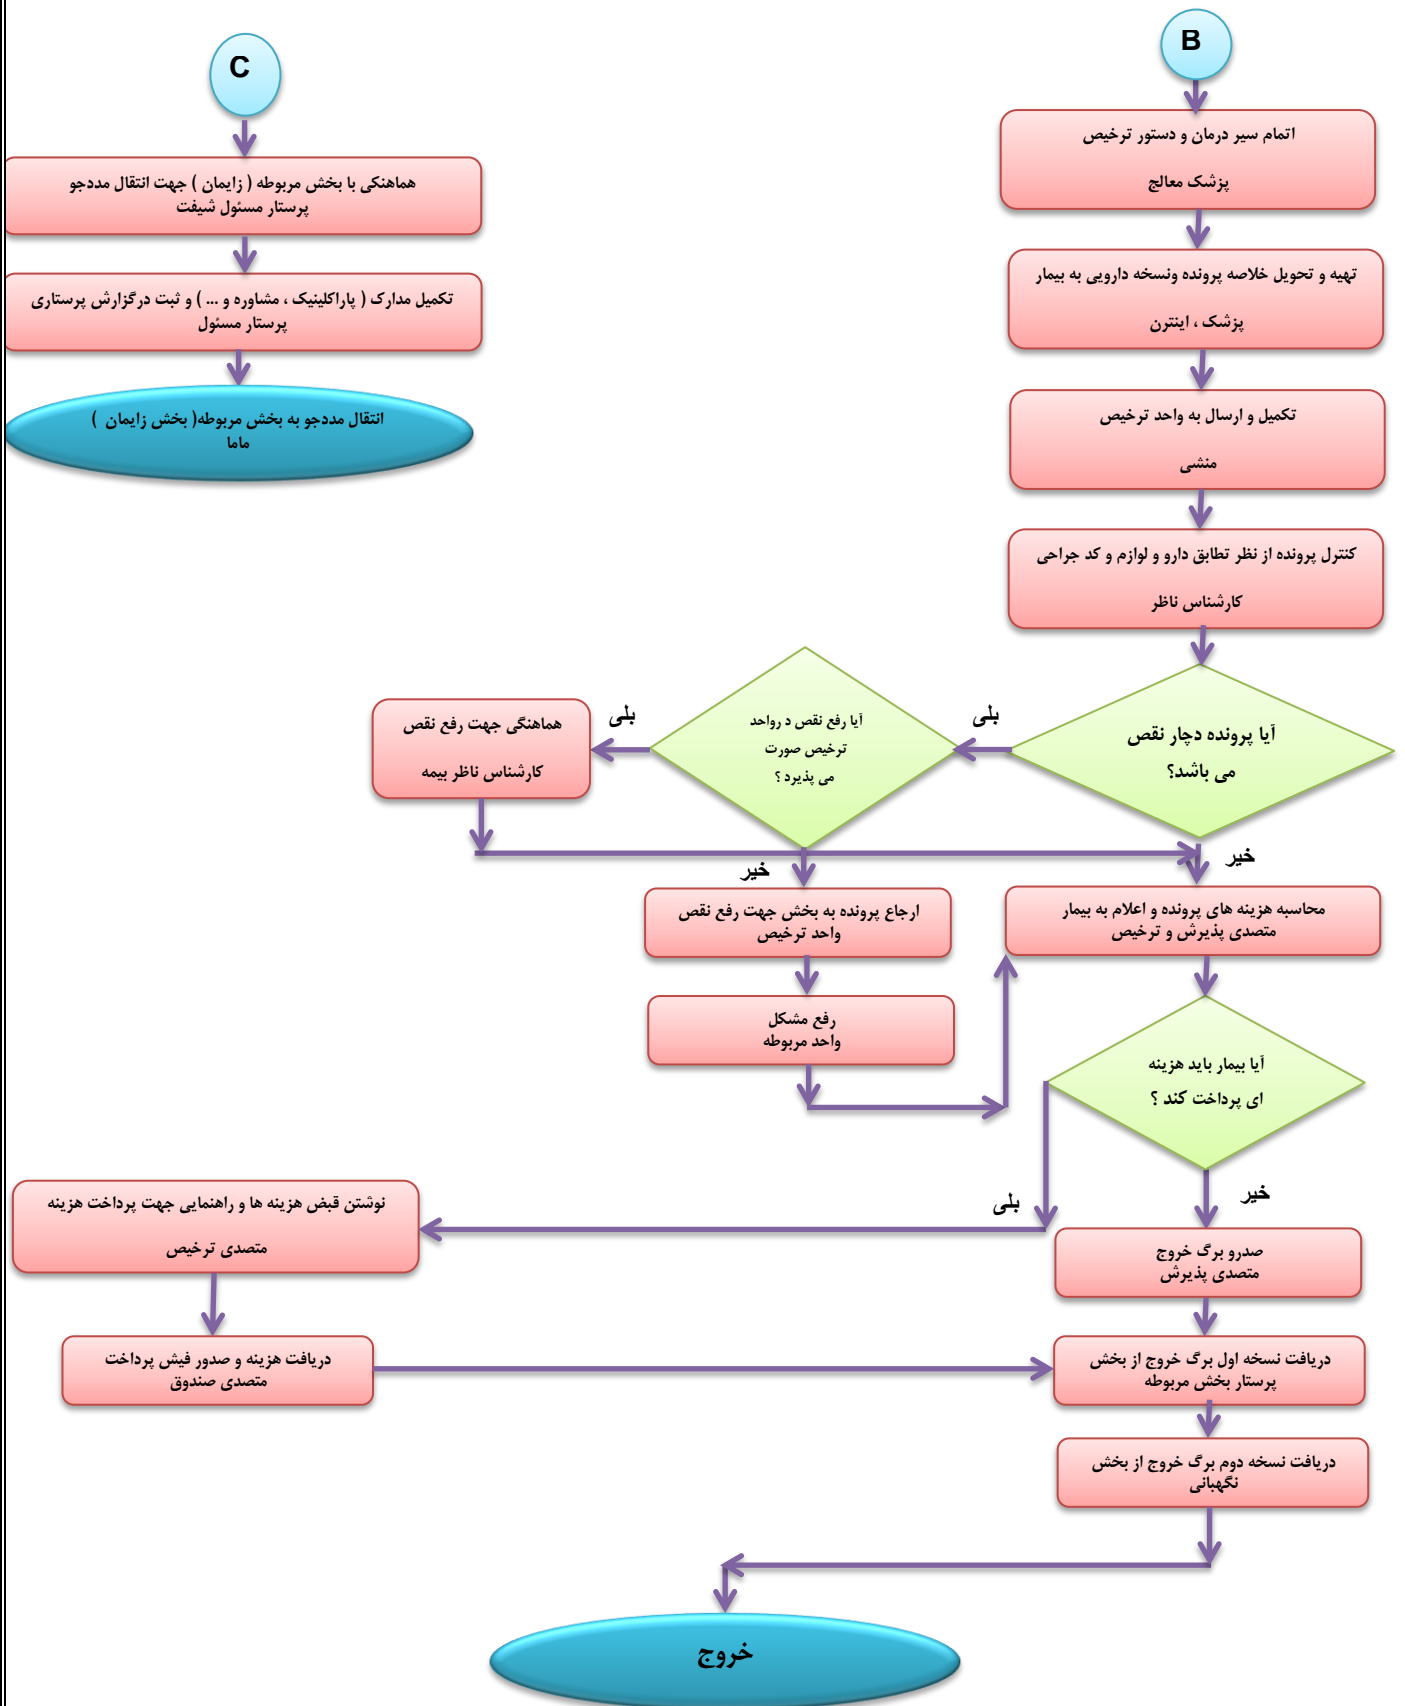 B
اتمام سیر درمان و دستور ترخیص
پزشک معالج
تهیه و تحویل خلاصه پرونده ونسخه دارویی به بیمار
پزشک ، اینترن
تکمیل و ارسال به واحد ترخیص
منشی
کنترل پرونده از نظر تطابق دارو و لوازم و کد جراحی
کارشناس ناظر
آیا پرونده دچار نقص
می باشد؟
بلی
خیر
آیا رفع نقص د رواحد
ترخیص صورت
می پذیرد ؟
بلی
خیر
هماهنگی جهت رفع نقص
کارشناس ناظر بیمه
ارجاع پرونده به بخش جهت رفع نقص
واحد ترخیص
رفع مشکل
واحد مربوطه
محاسبه هزینه های پرونده و اعلام به بیمار
متصدی پذیرش و ترخیص
آیا بیمار باید هزینه
ای پرداخت کند ؟
خیر
بلی
صدرو برگ خروج
متصدی پذیرش
نوشتن قبض هزینه ها و راهنمایی جهت پرداخت هزینه
متصدی ترخیص
دریافت هزینه و صدور فیش پرداخت
متصدی صندوق
دریافت نسخه اول برگ خروج از بخش
پرستار بخش مربوطه
دریافت نسخه دوم برگ خروج از بخش
نگهبانی
خروج
C
هماهنکی با بخش مربوطه ( زایمان ) جهت انتقال مددجو
پرستار مسئول شیفت
تکمیل مدارک ( پاراکلینیک ، مشاوره و ... ) و ثبت درگزارش پرستاری
پرستار مسئول
انتقال مددجو به بخش مربوطه( بخش زایمان )
ماما